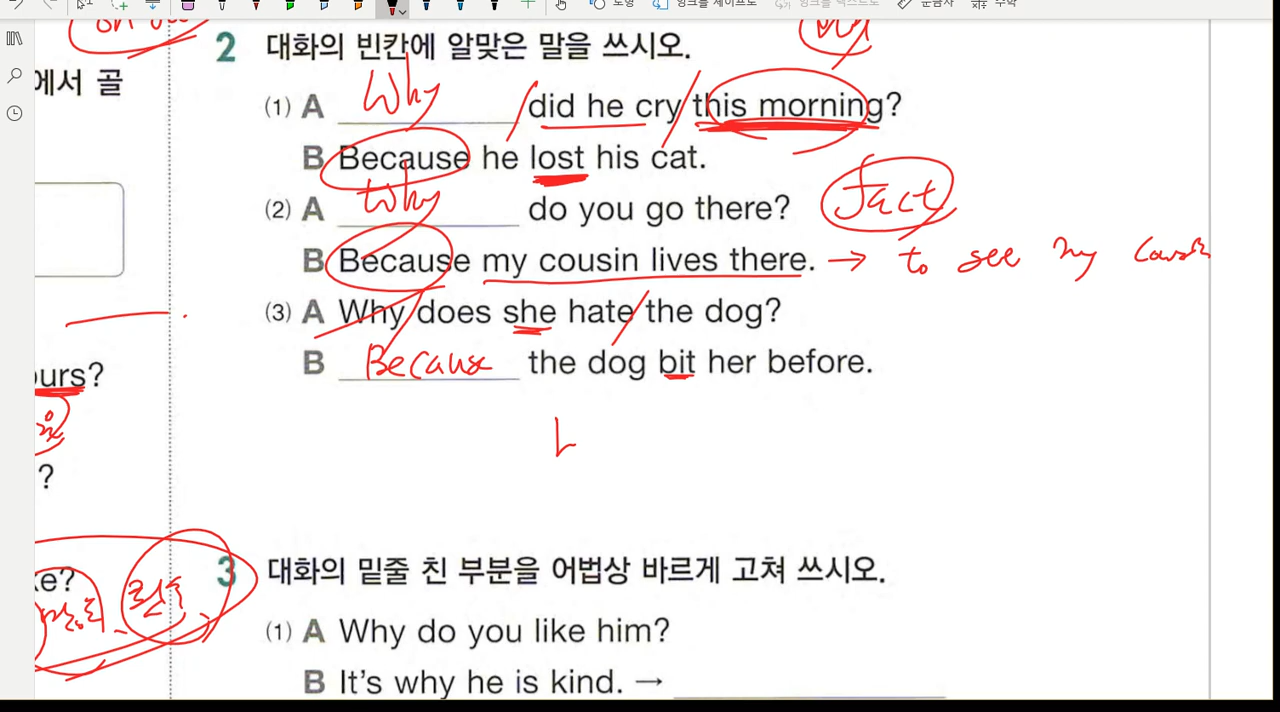 on
2 대화의 빈칸에 알맞은 말을 쓰시오.
에서 골
(1) A Why did he cry this morning?
B Because he lost his cat.
(2) A Why do you go there? fact
B Because my cousin lives there. → to see my
(3) A Why does she hate the dog?
B Because the dog bit her before.
ours?
?
3 대화의 밑줄 친 부분을 어법상 바르게 고쳐 쓰시오.
ke?
(1) A Why do you like him?
B It's why he is kind. →